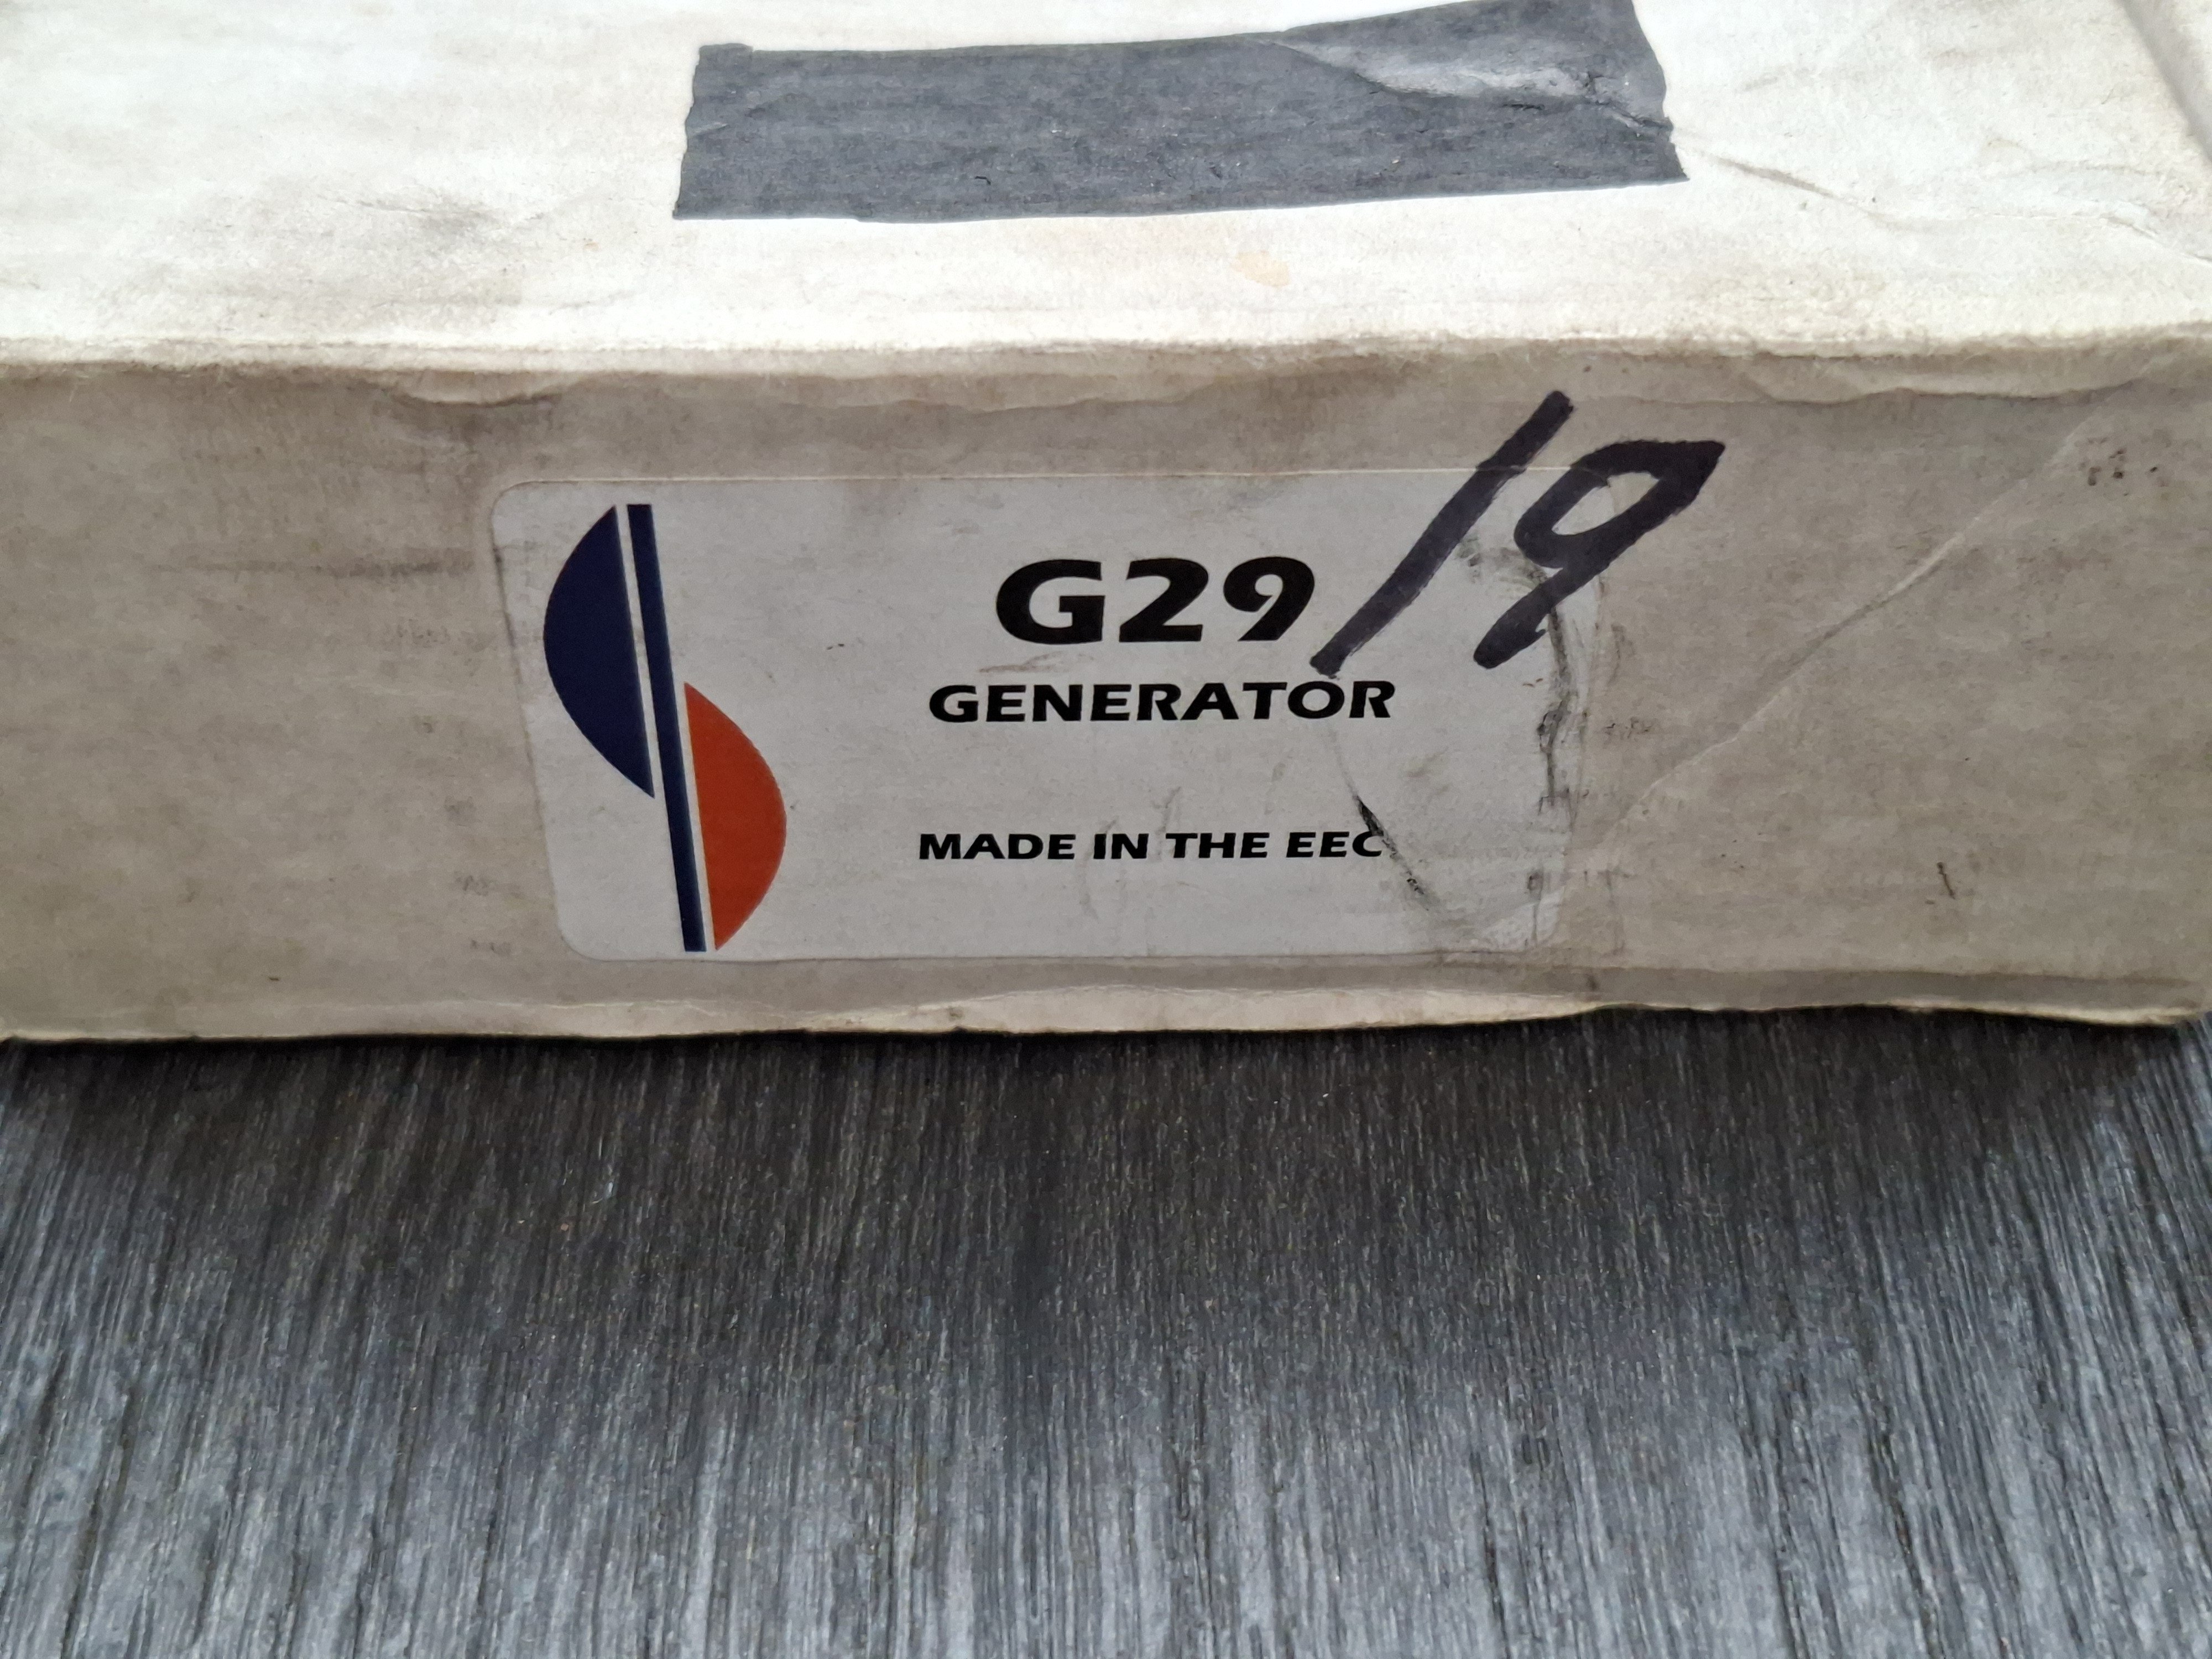 G29
19
GENERATOR
MADE IN THE EEC